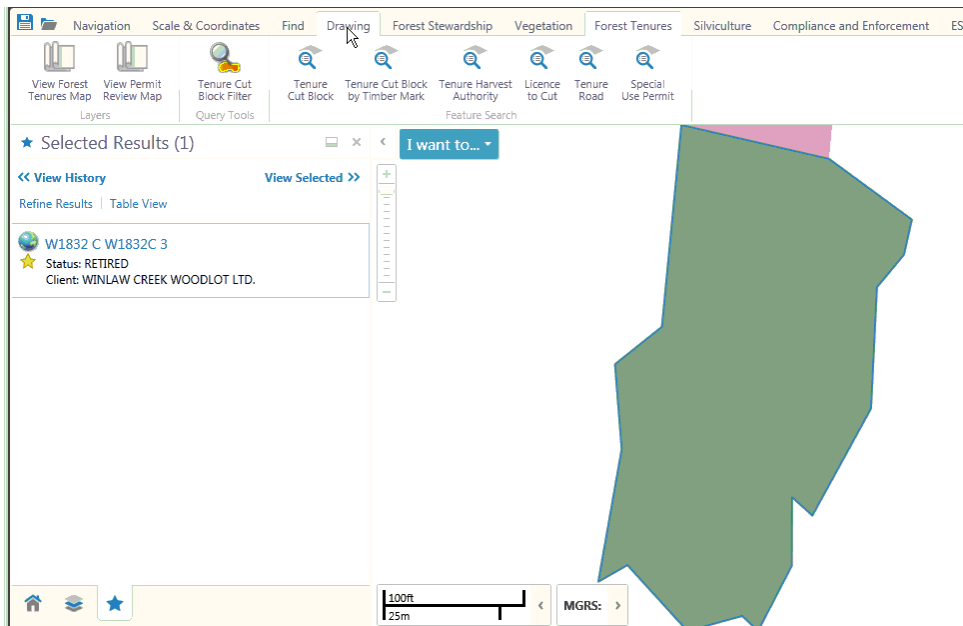 Navigation Scale & Coordinates Find Drawing Forest Stewardship Vegetation Forest Tenures Silviculture Compliance and Enforcement ES
View Forest Tenures Map
View Permit Review Map
Layers
Tenure Cut Block Filter
Query Tools
Tenure Cut Block
Tenure Cut Block by Timber Mark
Tenure Harvest Authority
Licence to Cut
Tenure Road
Special Use Permit
Feature Search
Selected Results (1)
I want to...
<< View History
View Selected >>
Refine Results | Table View
W1832 C W1832C 3
Status: RETIRED
Client: WINLAW CREEK WOODLOT LTD.
100ft
25m
MGRS: